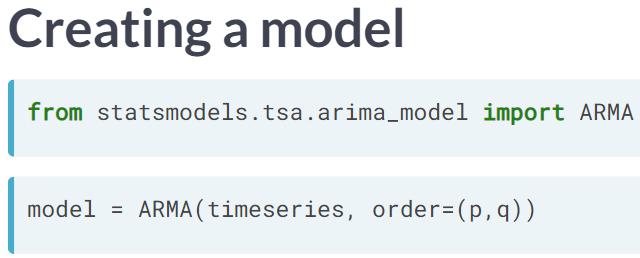 Creating a model
from statsmodels.tsa.arima_model import ARMA
model = ARMA(timeseries, order=(p,q))